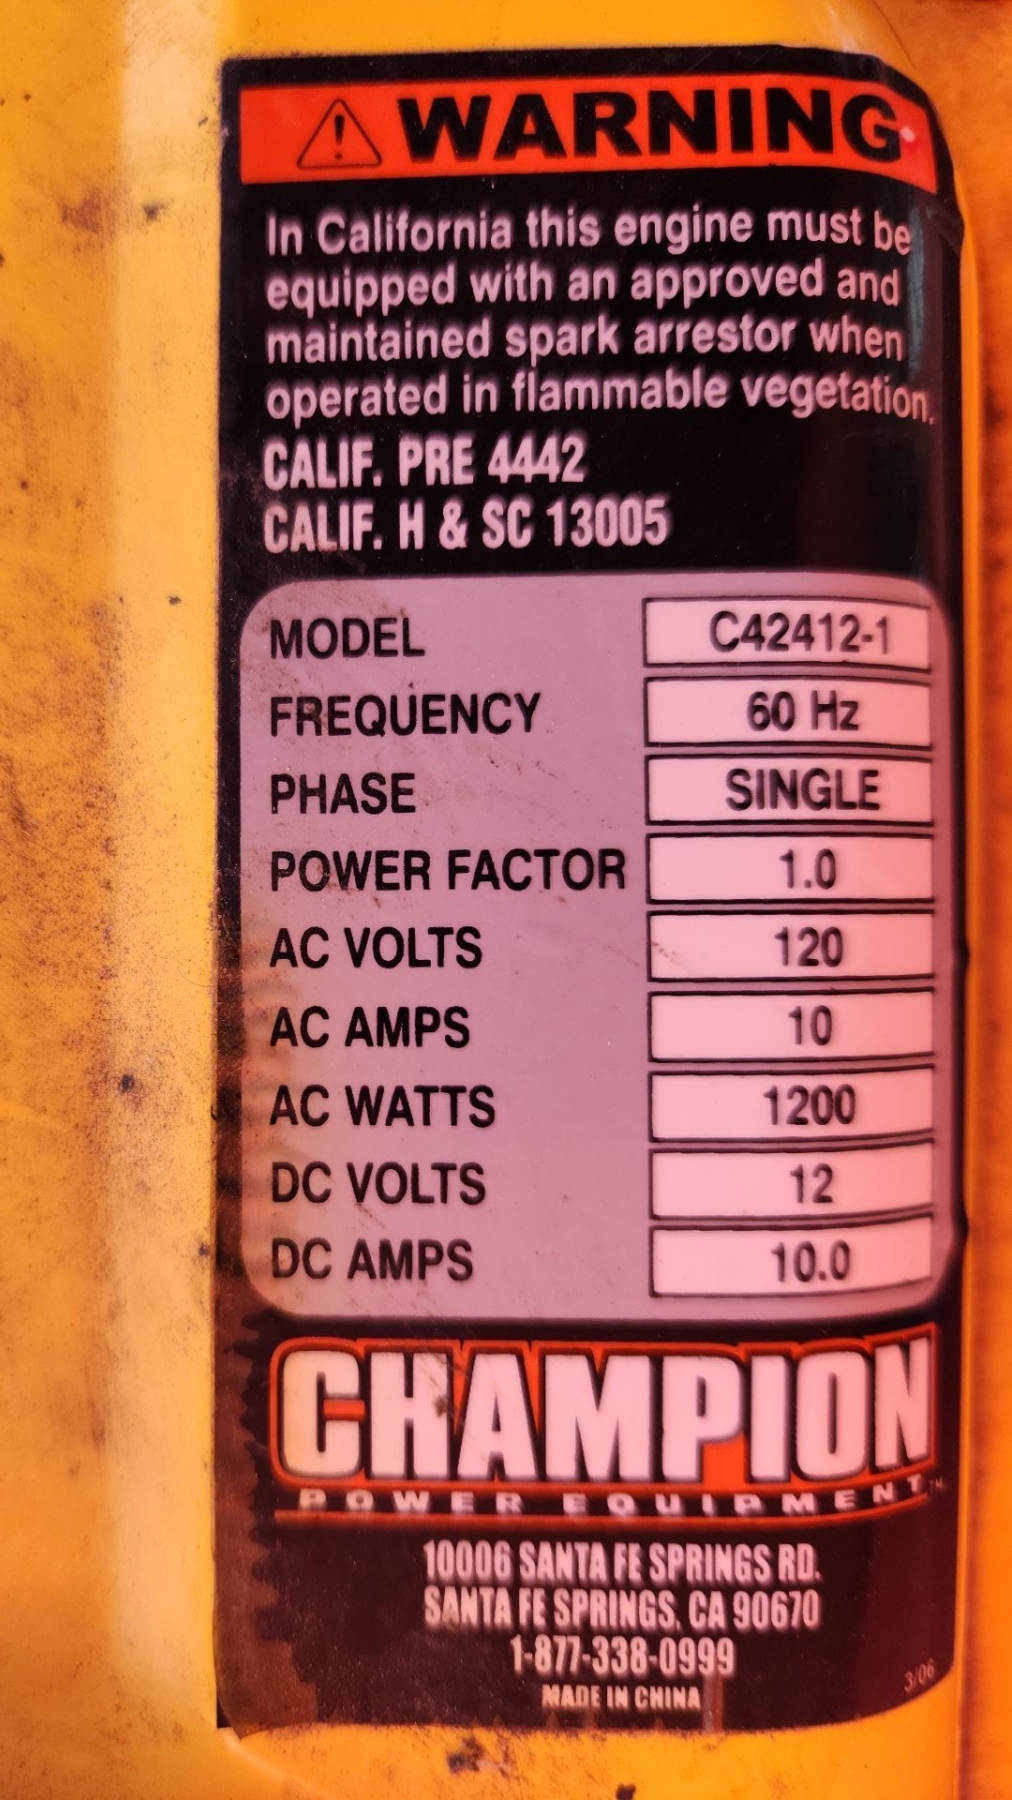 WARNING
In California this engine must be
equipped with an approved and
maintained spark arrestor when
operated in flammable vegetation.
CALIF. PRE 4442
CALIF. H & SC 13005
MODEL C42412-1
FREQUENCY 60 Hz
PHASE SINGLE
POWER FACTOR 1.0
AC VOLTS 120
AC AMPS 10
AC WATTS 1200
DC VOLTS 12
DC AMPS 10.0
CHAMPION
POWER EQUIPMENT™
10006 SANTA FE SPRINGS RD.
SANTA FE SPRINGS, CA 90670
1-877-338-0999
MADE IN CHINA
3/06